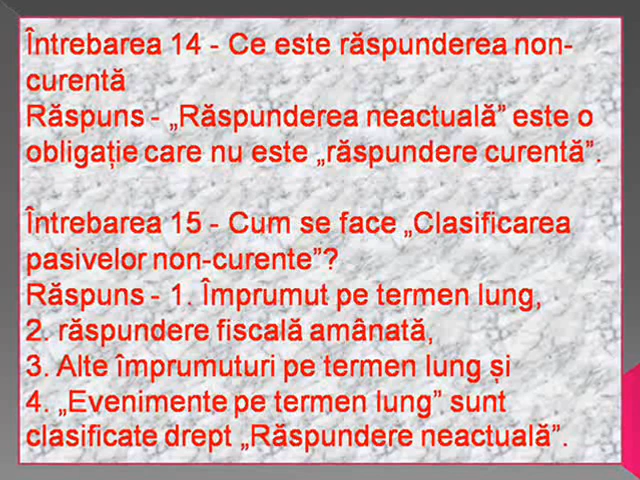 Întrebarea 14 - Ce este răspunderea non-
curentă
Răspuns - „Răspunderea neactuală” este o
obligație care nu este „răspundere curentă”.
Întrebarea 15 - Cum se face „Clasificarea
pasivelor non-curente”?
Răspuns - 1. Împrumut pe termen lung,
2. răspundere fiscală amânată,
3. Alte împrumuturi pe termen lung și
4. „Evenimente pe termen lung” sunt
clasificate drept „Răspundere neactuală”.